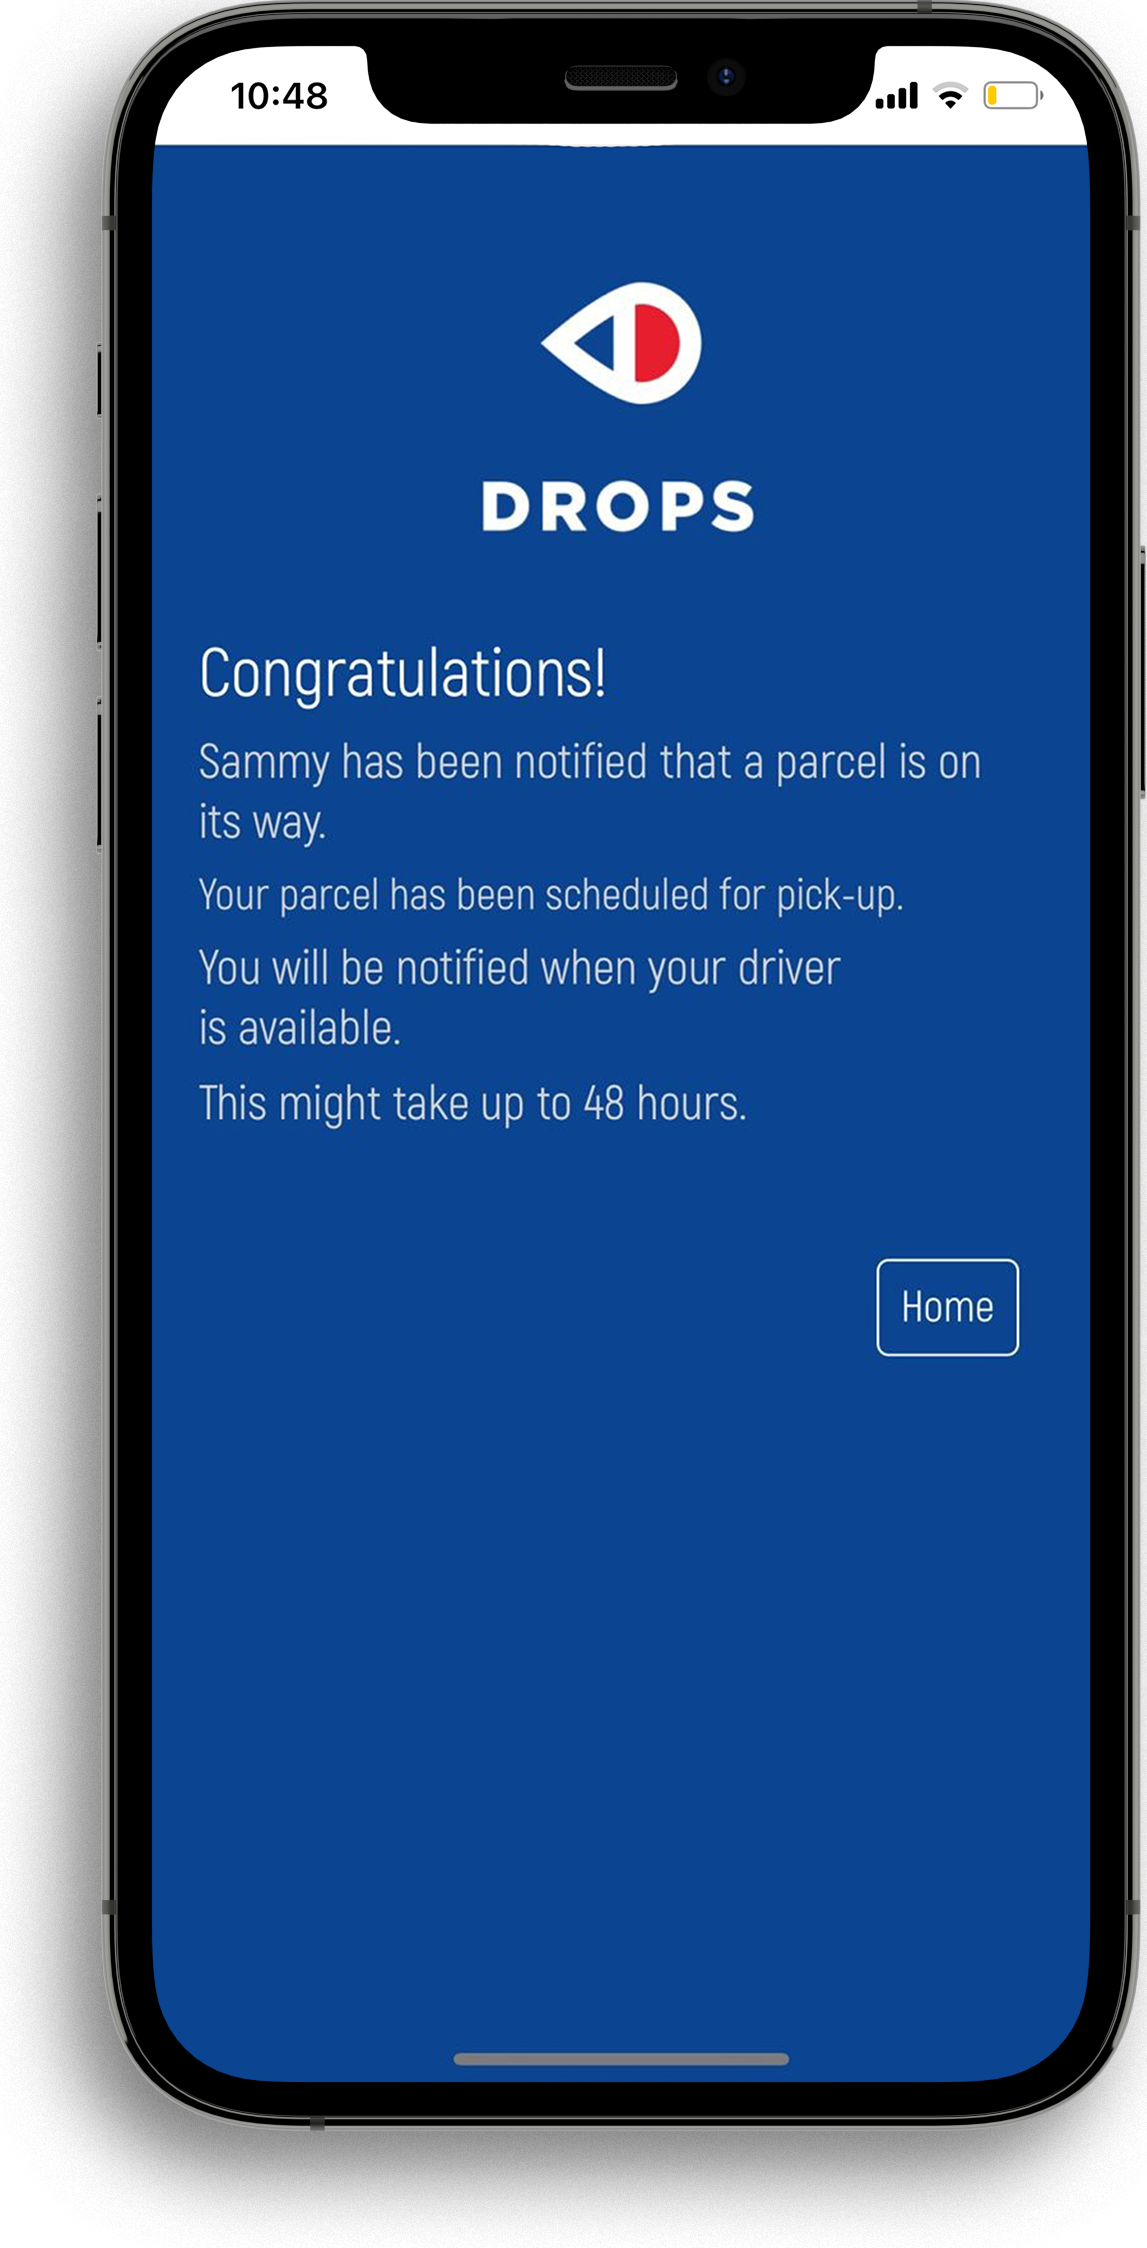 10:48
DROPS
Congratulations!
Sammy has been notified that a parcel is on
its way.
Your parcel has been scheduled for pick-up.
You will be notified when your driver
is available.
This might take up to 48 hours.
Home